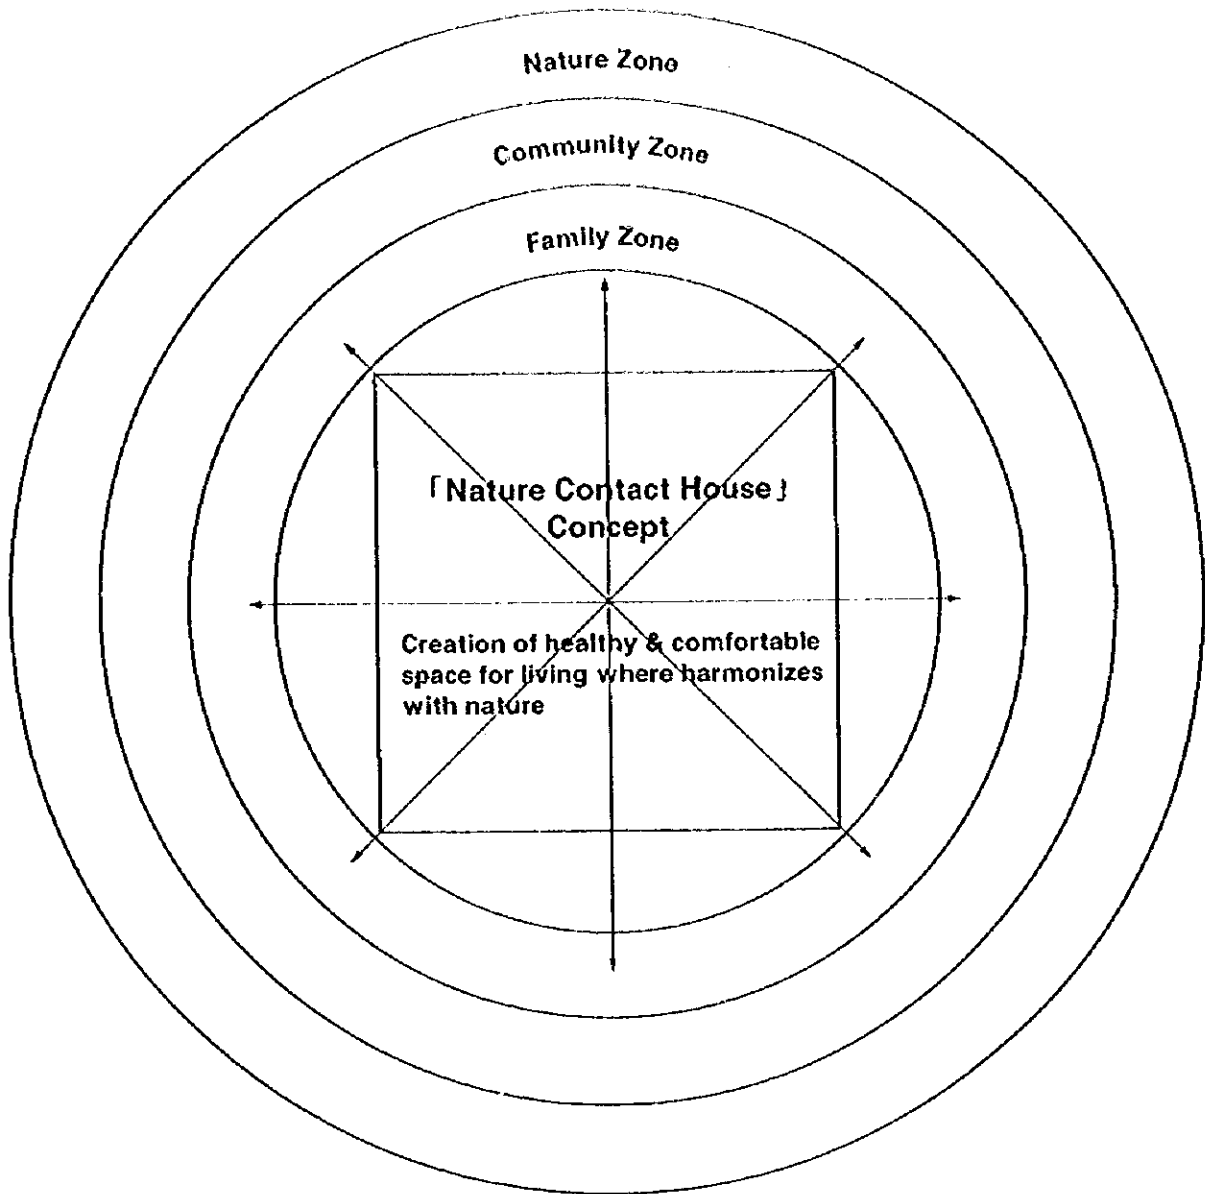 Nature Zone
Community Zone
Family Zone
「Nature Contact House」
Concept
Creation of healthy & comfortable
space for living where harmonizes
with nature